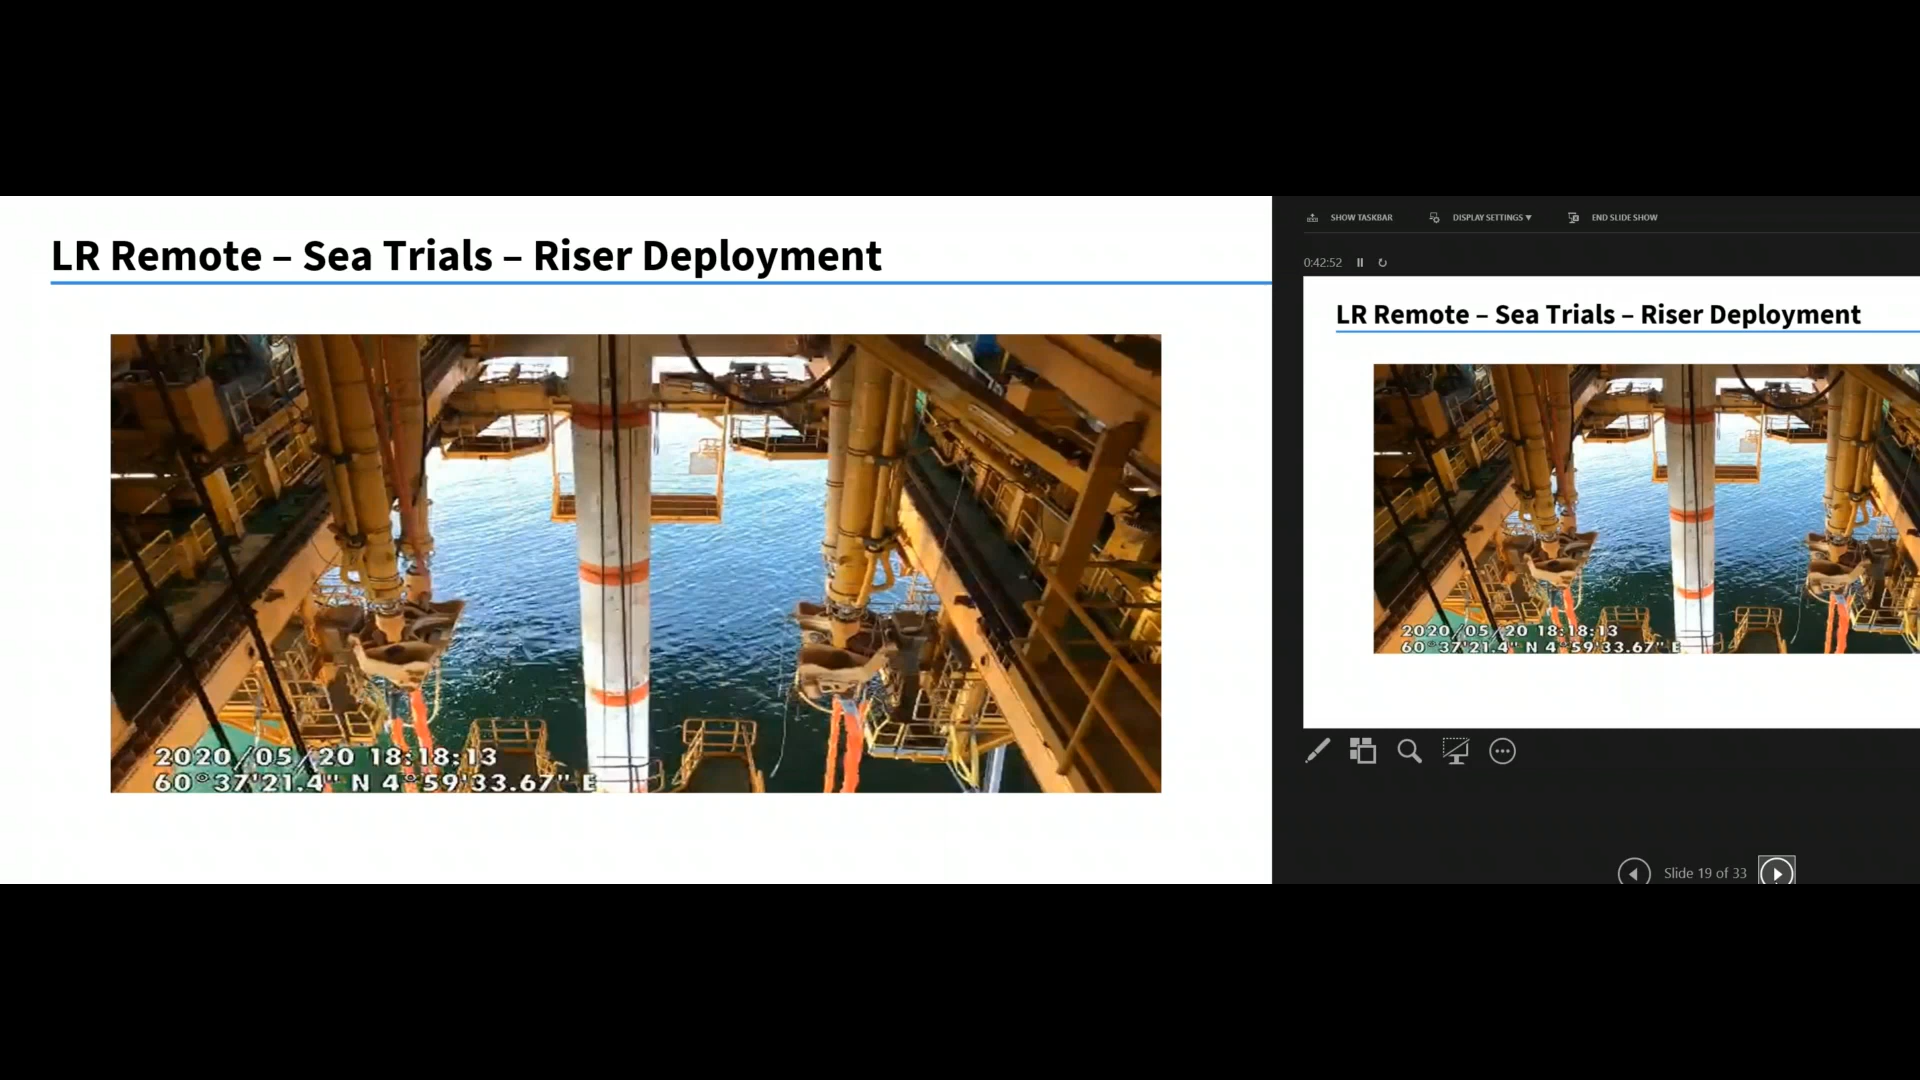 LR Remote – Sea Trials – Riser Deployment
2020/05/20 18:18:13
60°37'21.4" N 4°59'33.67" E
SHOW TASKBAR
DISPLAY SETTINGS ▾
END SLIDE SHOW
0:42:52
LR Remote – Sea Trials – Riser Deployment
2020/05/20 18:18:13
60°37'21.4" N 4°59'33.67" E
Slide 19 of 33